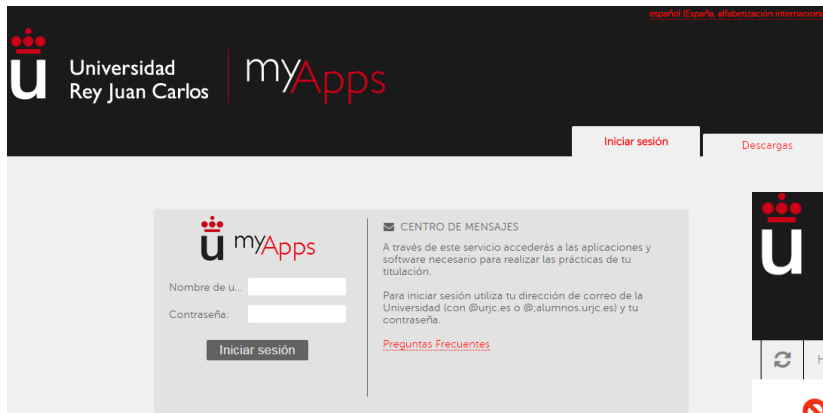 español (España, alfabetización internaciona
Universidad
Rey Juan Carlos
myApps
Iniciar sesión
Descargas
u myApps
Nombre de u...
Contraseña:
Iniciar sesión
CENTRO DE MENSAJES
A través de este servicio accederás a las aplicaciones y
software necesario para realizar las prácticas de tu
titulación.
Para iniciar sesión utiliza tu dirección de correo de la
Universidad (con @urjc.es o @;alumnos.urjc.es) y tu
contraseña.
Preguntas Frecuentes